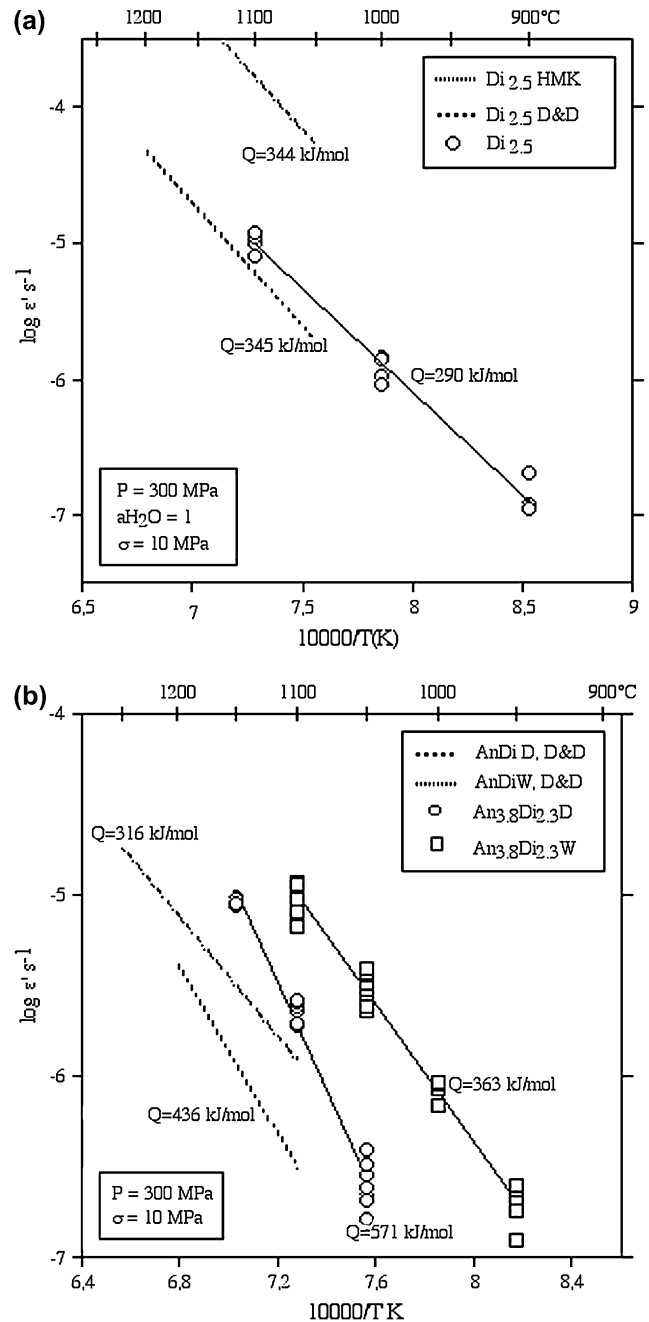 (a)
1200 1100 1000 900°C
-4
-5
-6
-7
log ε' s-1
Di 2.5 HMK
Di 2.5 D&D
Di 2.5
Q=344 kJ/mol
Q=345 kJ/mol
Q=290 kJ/mol
P = 300 MPa
aH2O = 1
σ = 10 MPa
6,5 7 7,5 8 8,5 9
10000/T(K)
(b)
1200 1100 1000 900°C
-4
-5
-6
-7
log ε' s-1
AnDi D, D&D
AnDiW, D&D
An3.8Di2.3D
An3.8Di2.3W
Q=316 kJ/mol
Q=436 kJ/mol
Q=363 kJ/mol
Q=571 kJ/mol
P = 300 MPa
σ = 10 MPa
6,4 6,8 7,2 7,6 8 8,4
10000/T K